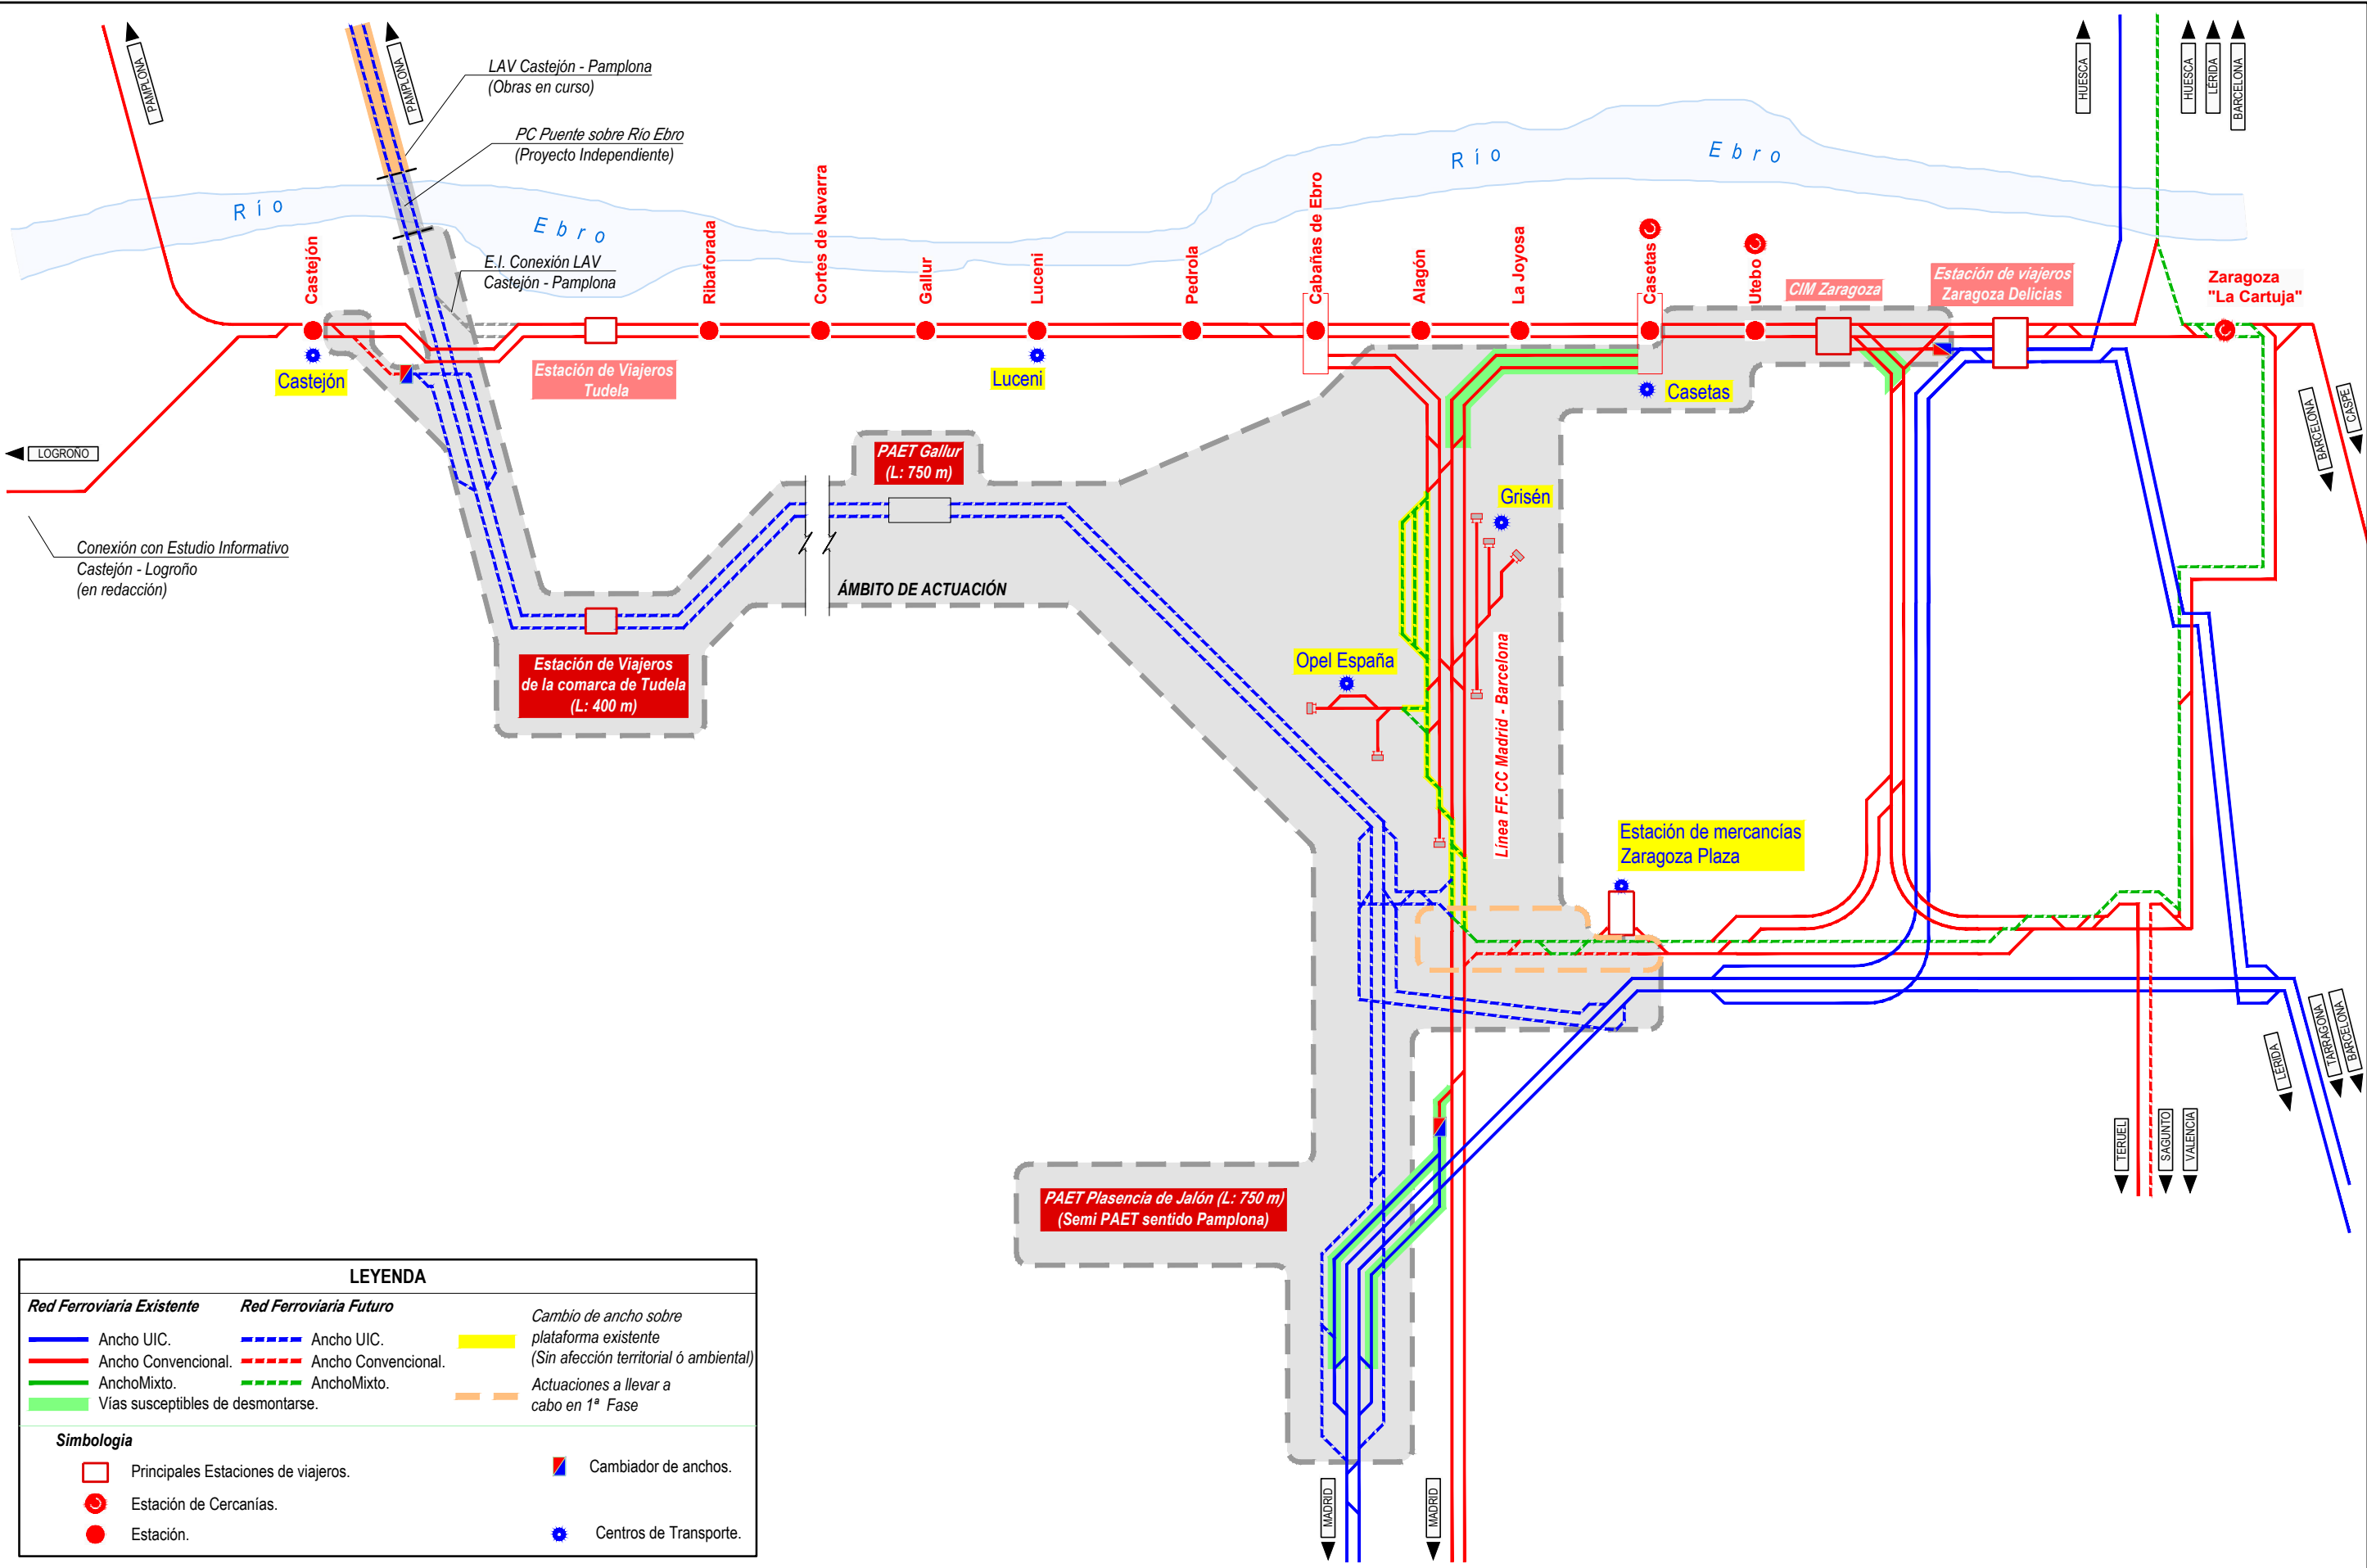 PAMPLONA
PAMPLONA
LAV Castejón - Pamplona
(Obras en curso)
PC Puente sobre Río Ebro
(Proyecto Independiente)
HUESCA
HUESCA
LÉRIDA
BARCELONA
Río
Ebro
Río
Ebro
E.I. Conexión LAV
Castejón - Pamplona
Castejón
Ribaforada
Cortes de Navarra
Gallur
Luceni
Pedrola
Cabañas de Ebro
Alagón
La Joyosa
Casetas
Utebo
CIM Zaragoza
Estación de viajeros
Zaragoza Delicias
Zaragoza
"La Cartuja"
Castejón
Estación de Viajeros
Tudela
Luceni
Casetas
BARCELONA
CASPE
LOGROÑO
PAET Gallur
(L: 750 m)
Grisén
Conexión con Estudio Informativo
Castejón - Logroño
(en redacción)
ÁMBITO DE ACTUACIÓN
Estación de Viajeros
de la comarca de Tudela
(L: 400 m)
Opel España
Línea FF.CC Madrid - Barcelona
Estación de mercancías
Zaragoza Plaza
LÉRIDA
TARRAGONA
BARCELONA
TERUEL
SAGUNTO
VALENCIA
PAET Plasencia de Jalón (L: 750 m)
(Semi PAET sentido Pamplona)
MADRID
MADRID
LEYENDA
Red Ferroviaria Existente
Red Ferroviaria Futuro
Ancho UIC.
Ancho UIC.
Ancho Convencional.
Ancho Convencional.
AnchoMixto.
AnchoMixto.
Vías susceptibles de desmontarse.
Cambio de ancho sobre
plataforma existente
(Sin afección territorial ó ambiental)
Actuaciones a llevar a
cabo en 1ª Fase
Simbologia
Principales Estaciones de viajeros.
Cambiador de anchos.
Estación de Cercanías.
Estación.
Centros de Transporte.